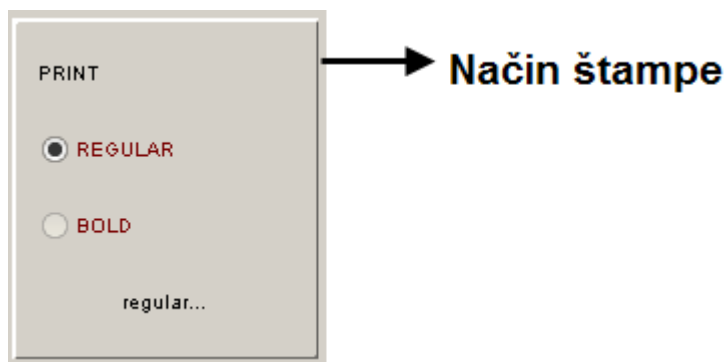 PRINT
Način štampe
REGULAR
BOLD
regular...